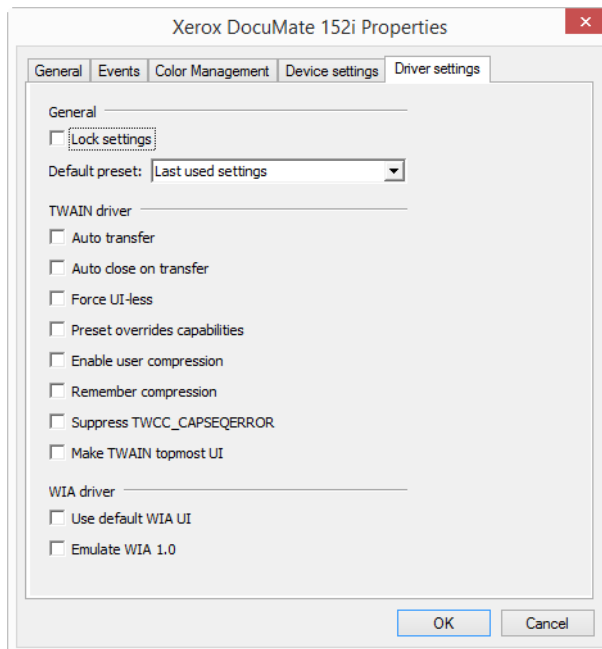 Xerox DocuMate 152i Properties
General Events Color Management Device settings Driver settings
General
Lock settings
Default preset: Last used settings
TWAIN driver
Auto transfer
Auto close on transfer
Force UI-less
Preset overrides capabilities
Enable user compression
Remember compression
Suppress TWCC_CAPSEQERROR
Make TWAIN topmost UI
WIA driver
Use default WIA UI
Emulate WIA 1.0
OK Cancel